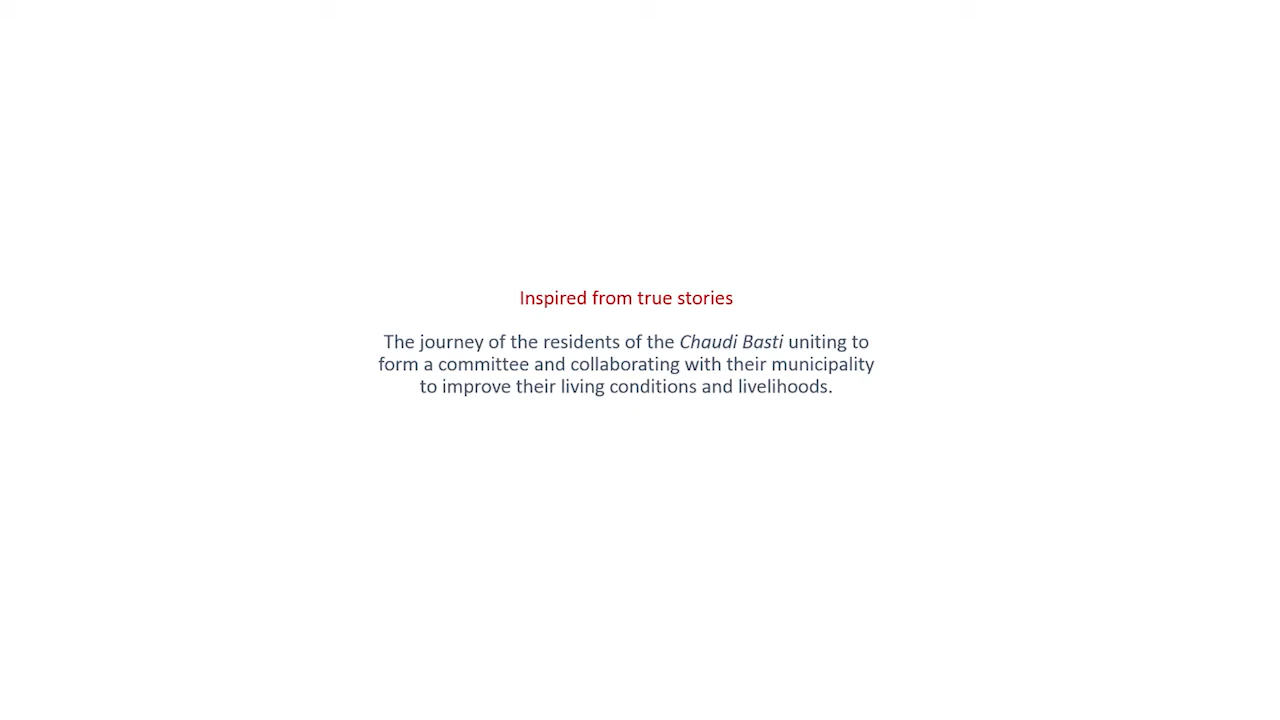 Inspired from true stories
The journey of the residents of the Chaudi Basti uniting to
form a committee and collaborating with their municipality
to improve their living conditions and livelihoods.